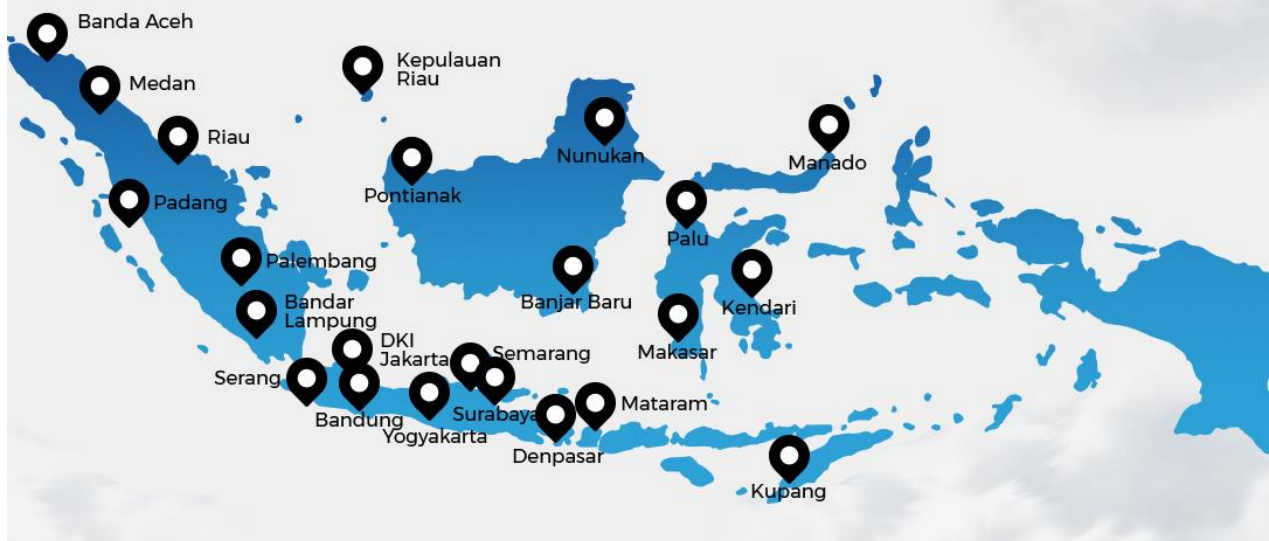 Banda Aceh
Kepulauan
Riau
Medan
Riau
Nunukan
Manado
Pontianak
Padang
Palu
Palembang
Bandar
Lampung
Banjar Baru
Kendari
DKI
Jakarta
Semarang
Makasar
Serang
Bandung
Surabaya
Mataram
Yogyakarta
Denpasar
Kupang